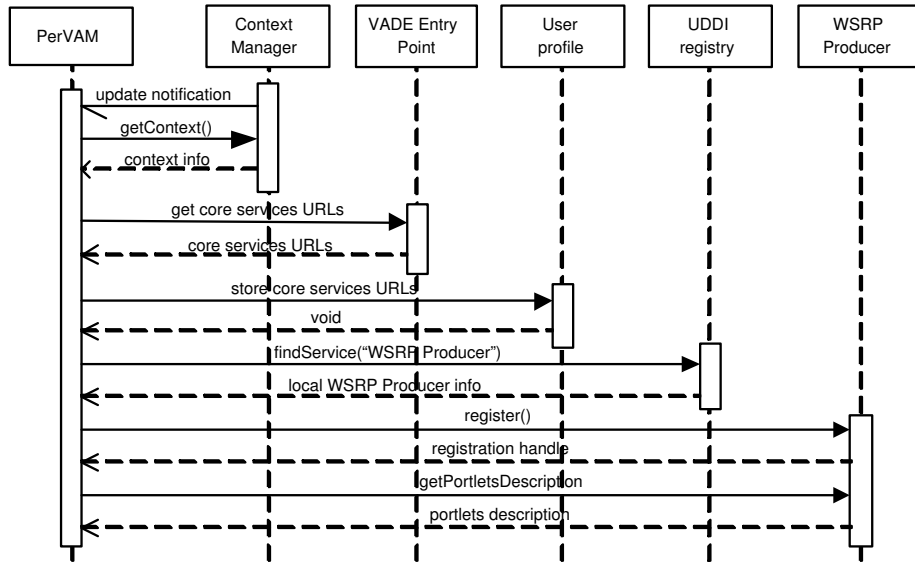 PerVAM
Context
Manager
VADE Entry
Point
User
profile
UDDI
registry
WSRP
Producer
update notification
getContext()
context info
get core services URLs
core services URLs
store core services URLs
void
findService(“WSRP Producer”)
local WSRP Producer info
register()
registration handle
getPortletsDescription
portlets description